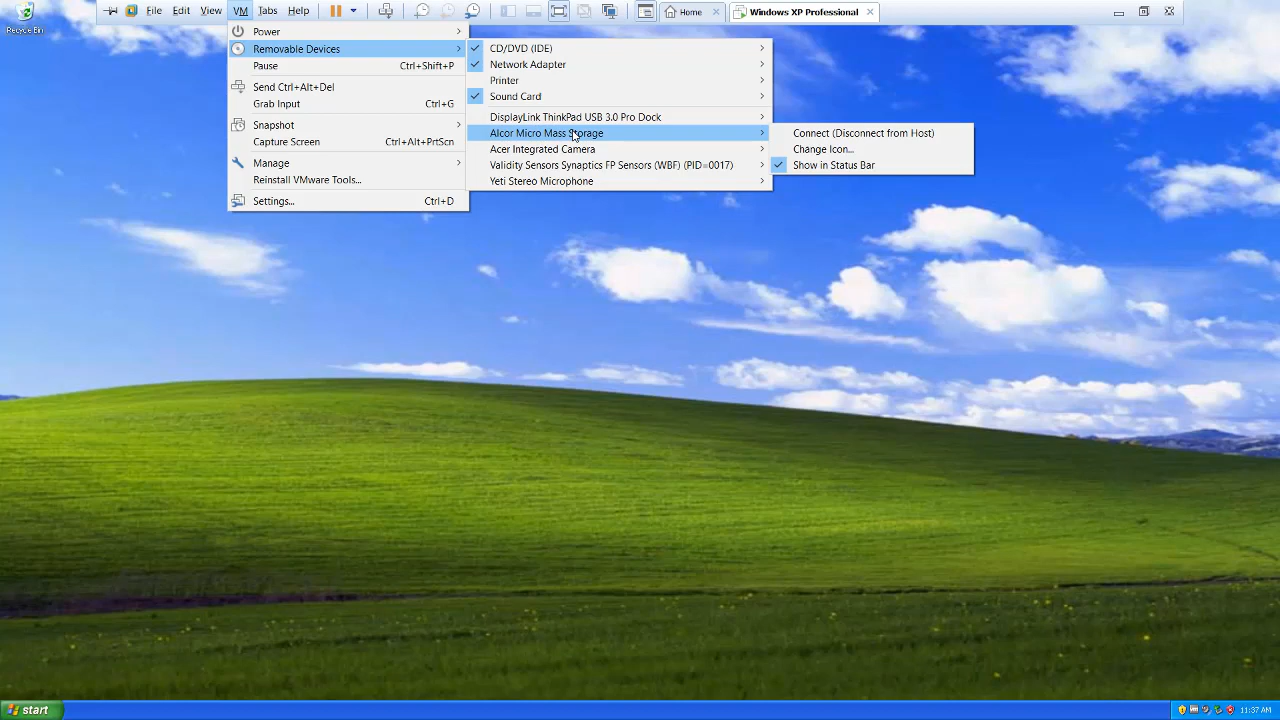 File Edit View VM Tabs Help Home Windows XP Professional
Recycle Bin
Power
Removable Devices
Pause Ctrl+Shift+P
Send Ctrl+Alt+Del
Grab Input Ctrl+G
Snapshot
Capture Screen Ctrl+Alt+PrtScn
Manage
Reinstall VMware Tools...
Settings... Ctrl+D
CD/DVD (IDE)
Network Adapter
Printer
Sound Card
DisplayLink ThinkPad USB 3.0 Pro Dock
Alcor Micro Mass Storage
Acer Integrated Camera
Validity Sensors Synaptics FP Sensors (WBF) (PID=0017)
Yeti Stereo Microphone
Connect (Disconnect from Host)
Change Icon...
Show in Status Bar
start 11:37 AM